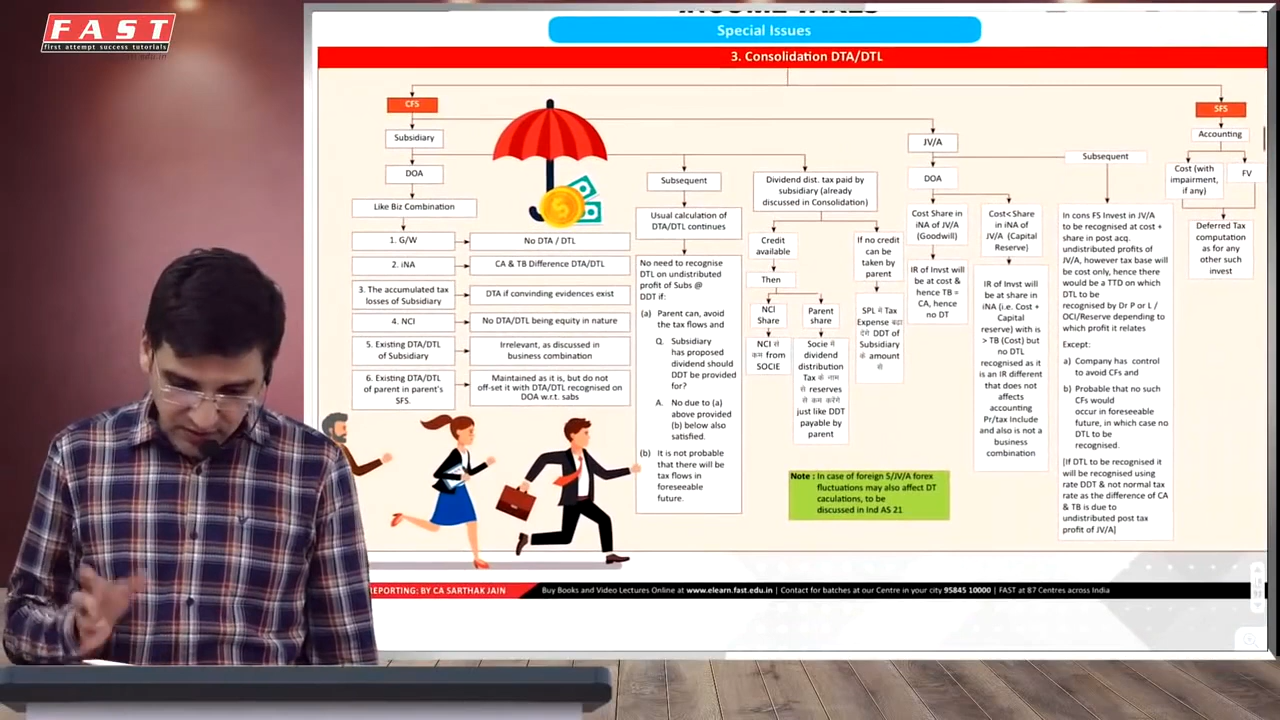 FAST
first attempt success tutorials
INCOME TAXES
Special Issues
3. Consolidation DTA/DTL
CFS
Subsidiary
DOA
Like Biz Combination
1. G/W
No DTA / DTL
2. iNA
CA & TB Difference DTA/DTL
3. The accumulated tax
losses of Subsidiary
DTA if convinding evidences exist
4. NCI
No DTA/DTL being equity in nature
5. Existing DTA/DTL
of Subsidiary
Irrelevant, as discussed in
business combination
6. Existing DTA/DTL
of parent in parent's
SFS.
Maintained as it is, but do not
off-set it with DTA/DTL recognised on
DOA w.r.t. sabs
Subsequent
Usual calculation of
DTA/DTL continues
No need to recognise
DTL on undistributed
profit of Subs @
DDT if:
(a) Parent can, avoid
the tax flows and
Q. Subsidiary
has proposed
dividend should
DDT be provided
for?
A. No due to (a)
above provided
(b) below also
satisfied.
(b) It is not probable
that there will be
tax flows in
foreseeable
future.
Dividend dist. tax paid by
subsidiary (already
discussed in Consolidation)
Credit
available
Then
NCI
Share
NCI से
कम from
SOCIE
Parent
share
Socie में
dividend
distribution
Tax के नाम
से reserves
से कम करेंगे
just like DDT
payable by
parent
If no credit
can be
taken by
parent
SPL में Tax
Expense बढ़ा
देंगे DDT of
Subsidiary
के amount
से
JV/A
DOA
Cost Share in
iNA of JV/A
(Goodwill)
IR of Invst will
be at cost &
hence TB =
CA, hence
no DT
Cost< Share
in iNA of
JV/A (Capital
Reserve)
IR of Invst will
be at share in
iNA (i.e. Cost +
Capital
reserve) with is
> TB (Cost) but
no DTL
recognised as it
is an IR different
that does not
affects
accounting
Pr/tax Include
and also is not a
business
combination
Subsequent
In cons FS Invest in JV/A
to be recognised at cost +
share in post acq.
undistributed profits of
JV/A, however tax base will
be cost only, hence there
would be a TTD on which
DTL to be
recognised by Dr P or L /
OCI/Reserve depending to
which profit it relates
Except:
a) Company has control
to avoid CFs and
b) Probable that no such
CFs would
occur in foreseeable
future, in which case no
DTL to be
recognised.
[If DTL to be recognised it
will be recognised using
rate DDT & not normal tax
rate as the difference of CA
& TB is due to
undistributed post tax
profit of JV/A]
SFS
Accounting
Cost (with
impairment,
if any)
FV
Deferred Tax
computation
as for any
other such
invest
Note : In case of foreign S/JV/A forex
fluctuations may also affect DT
caculations, to be
discussed in Ind AS 21
REPORTING: BY CA SARTHAK JAIN
Buy Books and Video Lectures Online at www.elearn.fast.edu.in | Contact for batches at our Centre in your city 95845 10000 | FAST at 87 Centres across India